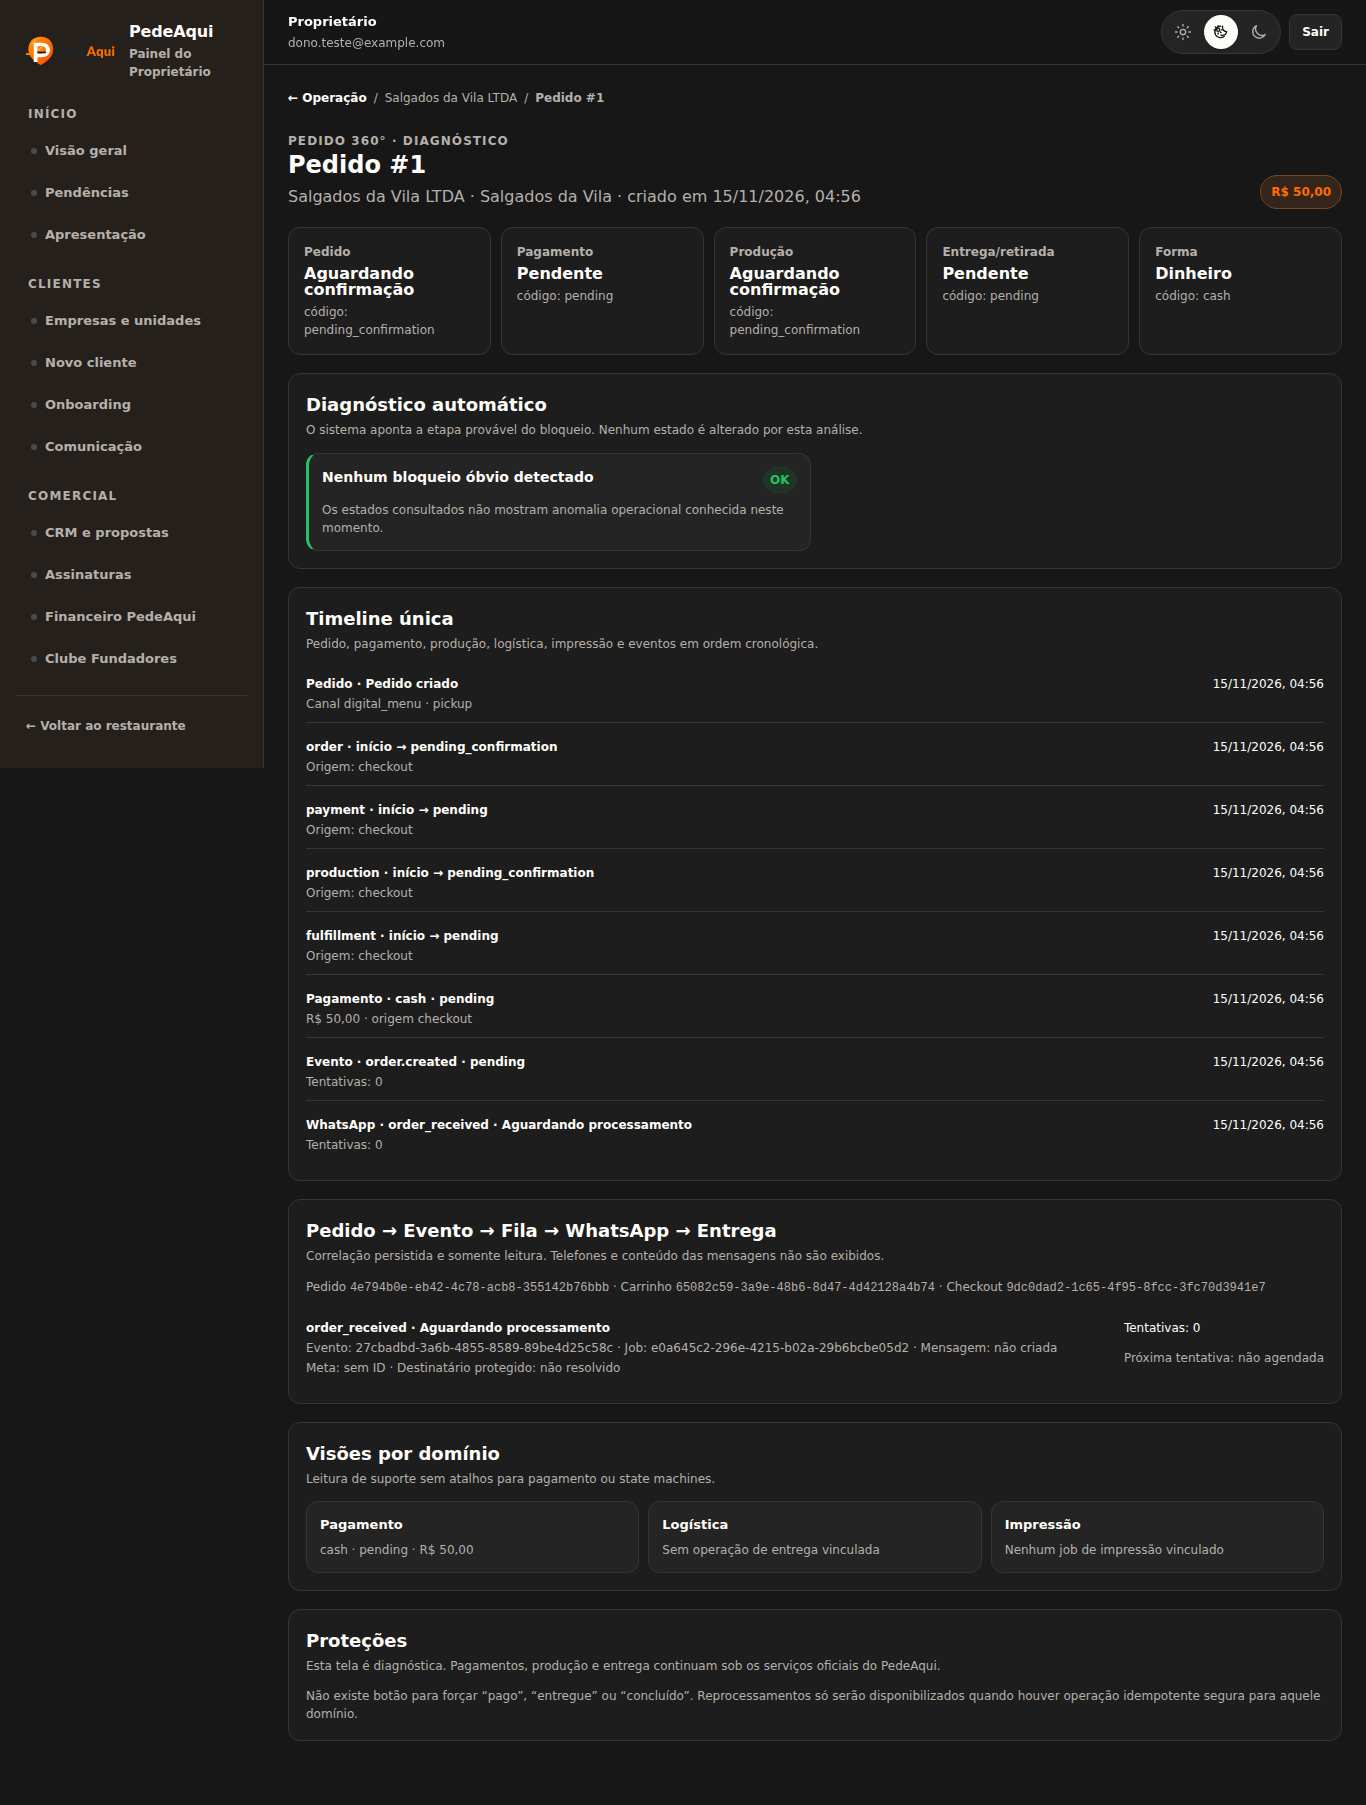 P
Aqui
PedeAqui
Painel do
Proprietário
INÍCIO
Visão geral
Pendências
Apresentação
CLIENTES
Empresas e unidades
Novo cliente
Onboarding
Comunicação
COMERCIAL
CRM e propostas
Assinaturas
Financeiro PedeAqui
Clube Fundadores
← Voltar ao restaurante
Proprietário
dono.teste@example.com
Sair
← Operação / Salgados da Vila LTDA / Pedido #1
PEDIDO 360° · DIAGNÓSTICO
Pedido #1
Salgados da Vila LTDA · Salgados da Vila · criado em 15/11/2026, 04:56
R$ 50,00
Pedido
Aguardando
confirmação
código:
pending_confirmation
Pagamento
Pendente
código: pending
Produção
Aguardando
confirmação
código:
pending_confirmation
Entrega/retirada
Pendente
código: pending
Forma
Dinheiro
código: cash
Diagnóstico automático
O sistema aponta a etapa provável do bloqueio. Nenhum estado é alterado por esta análise.
Nenhum bloqueio óbvio detectado
OK
Os estados consultados não mostram anomalia operacional conhecida neste
momento.
Timeline única
Pedido, pagamento, produção, logística, impressão e eventos em ordem cronológica.
Pedido · Pedido criado 15/11/2026, 04:56
Canal digital_menu · pickup
order · início → pending_confirmation 15/11/2026, 04:56
Origem: checkout
payment · início → pending 15/11/2026, 04:56
Origem: checkout
production · início → pending_confirmation 15/11/2026, 04:56
Origem: checkout
fulfillment · início → pending 15/11/2026, 04:56
Origem: checkout
Pagamento · cash · pending 15/11/2026, 04:56
R$ 50,00 · origem checkout
Evento · order.created · pending 15/11/2026, 04:56
Tentativas: 0
WhatsApp · order_received · Aguardando processamento 15/11/2026, 04:56
Tentativas: 0
Pedido → Evento → Fila → WhatsApp → Entrega
Correlação persistida e somente leitura. Telefones e conteúdo das mensagens não são exibidos.
Pedido 4e794b0e-eb42-4c78-acb8-355142b76bbb · Carrinho 65082c59-3a9e-48b6-8d47-4d42128a4b74 · Checkout 9dc0dad2-1c65-4f95-8fcc-3fc70d3941e7
order_received · Aguardando processamento
Evento: 27cbadbd-3a6b-4855-8589-89be4d25c58c · Job: e0a645c2-296e-4215-b02a-29b6bcbe05d2 · Mensagem: não criada
Meta: sem ID · Destinatário protegido: não resolvido
Tentativas: 0
Próxima tentativa: não agendada
Visões por domínio
Leitura de suporte sem atalhos para pagamento ou state machines.
Pagamento
cash · pending · R$ 50,00
Logística
Sem operação de entrega vinculada
Impressão
Nenhum job de impressão vinculado
Proteções
Esta tela é diagnóstica. Pagamentos, produção e entrega continuam sob os serviços oficiais do PedeAqui.
Não existe botão para forçar “pago”, “entregue” ou “concluído”. Reprocessamentos só serão disponibilizados quando houver operação idempotente segura para aquele
domínio.